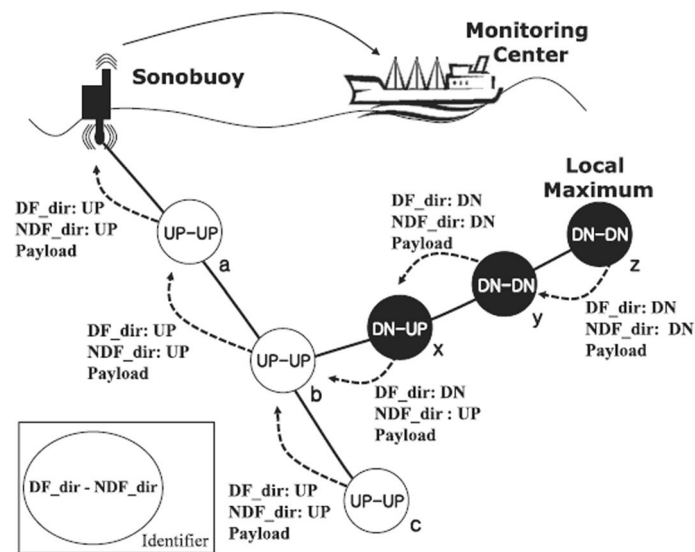 Monitoring
Center
Sonobuoy
Local
Maximum
DF_dir: UP
NDF_dir: UP
Payload
UP-UP
a
DF_dir: DN
NDF_dir: DN
Payload
DN-DN
z
DN-DN
y
DF_dir: DN
NDF_dir: DN
Payload
DN-UP
x
DF_dir: UP
NDF_dir: UP
Payload
UP-UP
b
DF_dir: DN
NDF_dir : UP
Payload
DF_dir: UP
NDF_dir: UP
Payload
UP-UP
c
DF_dir - NDF_dir
Identifier